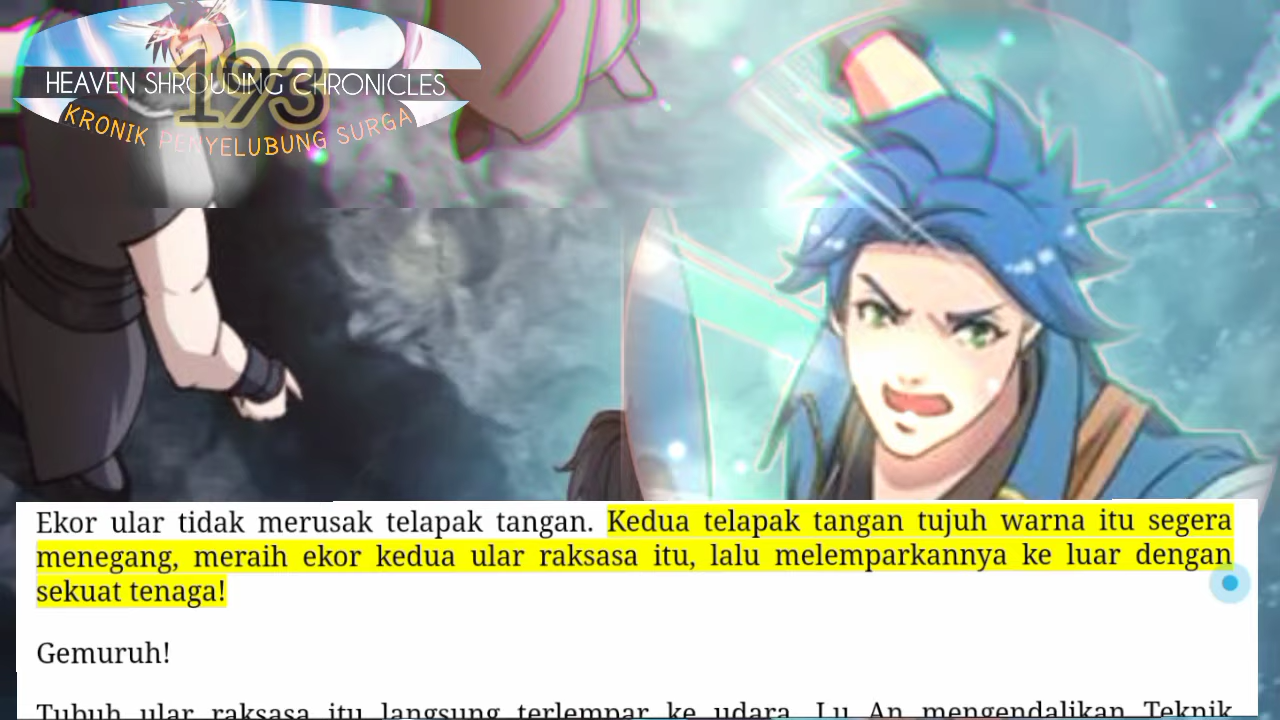 193
HEAVEN SHROUDING CHRONICLES
KRONIK PENYELUBUNG SURGA
Ekor ular tidak merusak telapak tangan. Kedua telapak tangan tujuh warna itu segera
menegang, meraih ekor kedua ular raksasa itu, lalu melemparkannya ke luar dengan
sekuat tenaga!
Gemuruh!
Tubuh ular raksasa itu langsung terlempar ke udara. Lu An mengendalikan Teknik